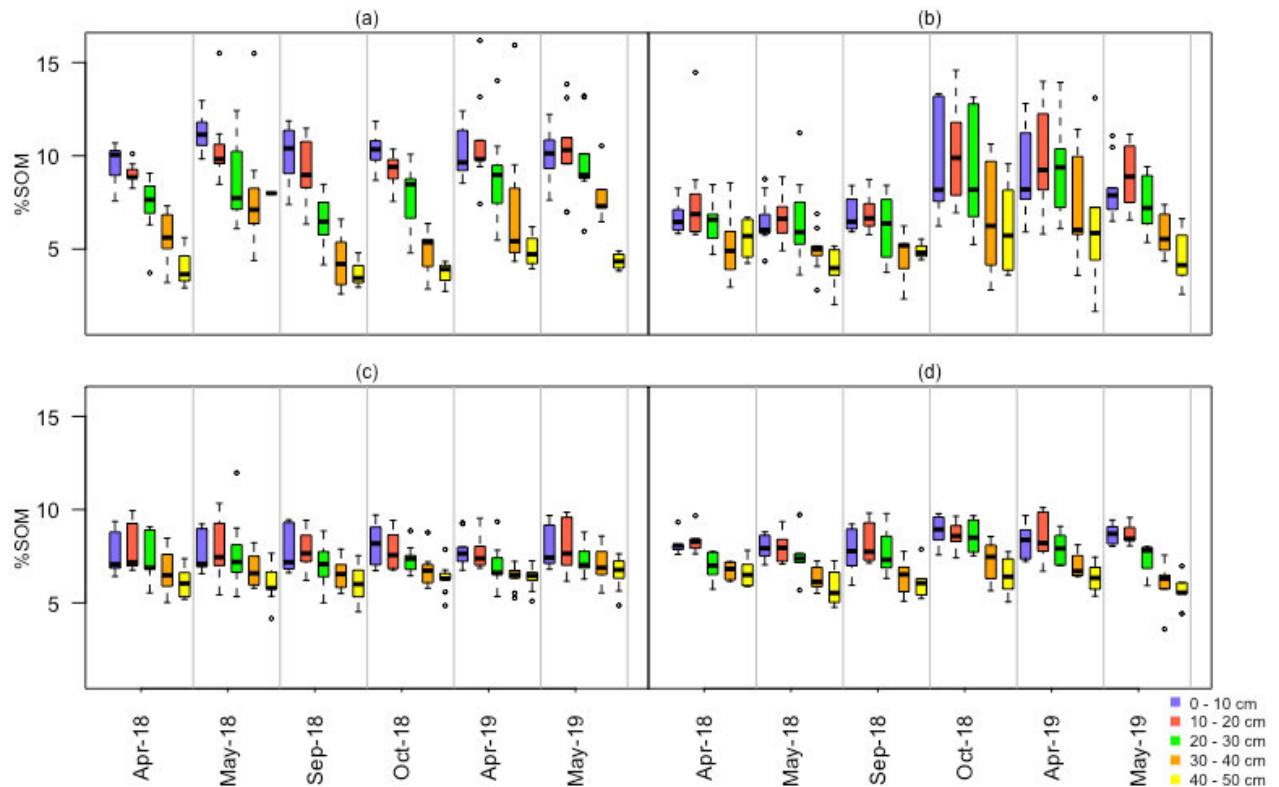 (a)
(b)
%SOM
15
10
5
(c)
(d)
%SOM
15
10
5
Apr-18
May-18
Sep-18
Oct-18
Apr-19
May-19
Apr-18
May-18
Sep-18
Oct-18
Apr-19
May-19
0 - 10 cm
10 - 20 cm
20 - 30 cm
30 - 40 cm
40 - 50 cm